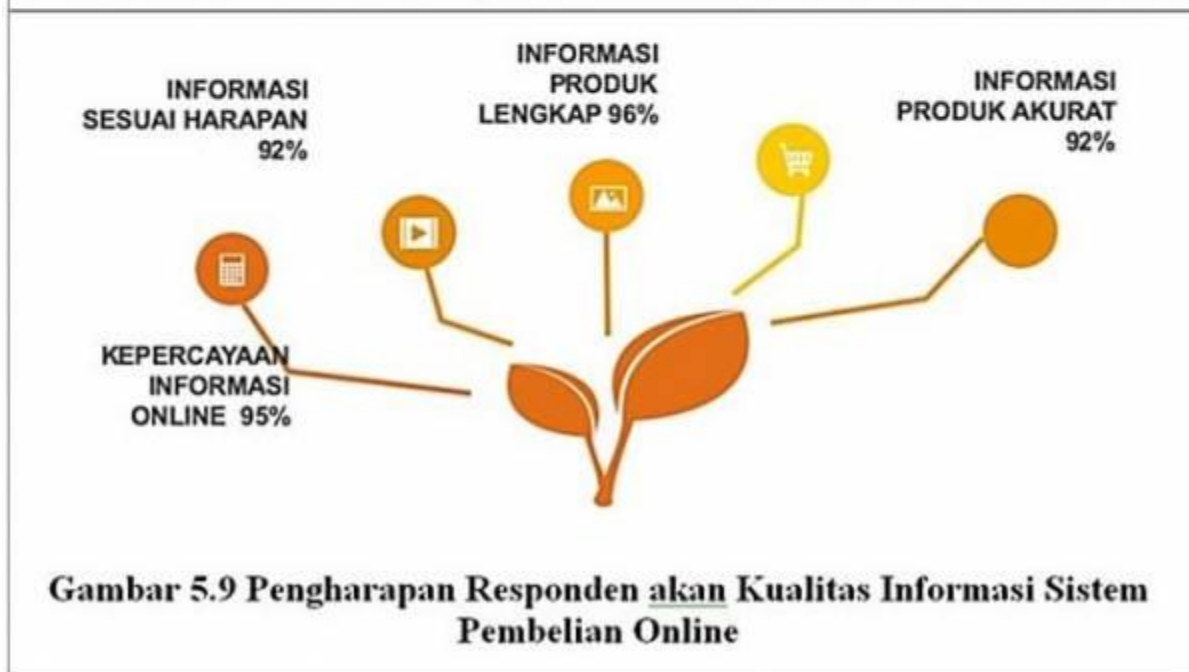 INFORMASI
SESUAI HARAPAN
92%
INFORMASI
PRODUK
LENGKAP 96%
INFORMASI
PRODUK AKURAT
92%
KEPERCAYAAN
INFORMASI
ONLINE 95%
Gambar 5.9 Pengharapan Responden akan Kualitas Informasi Sistem
Pembelian Online